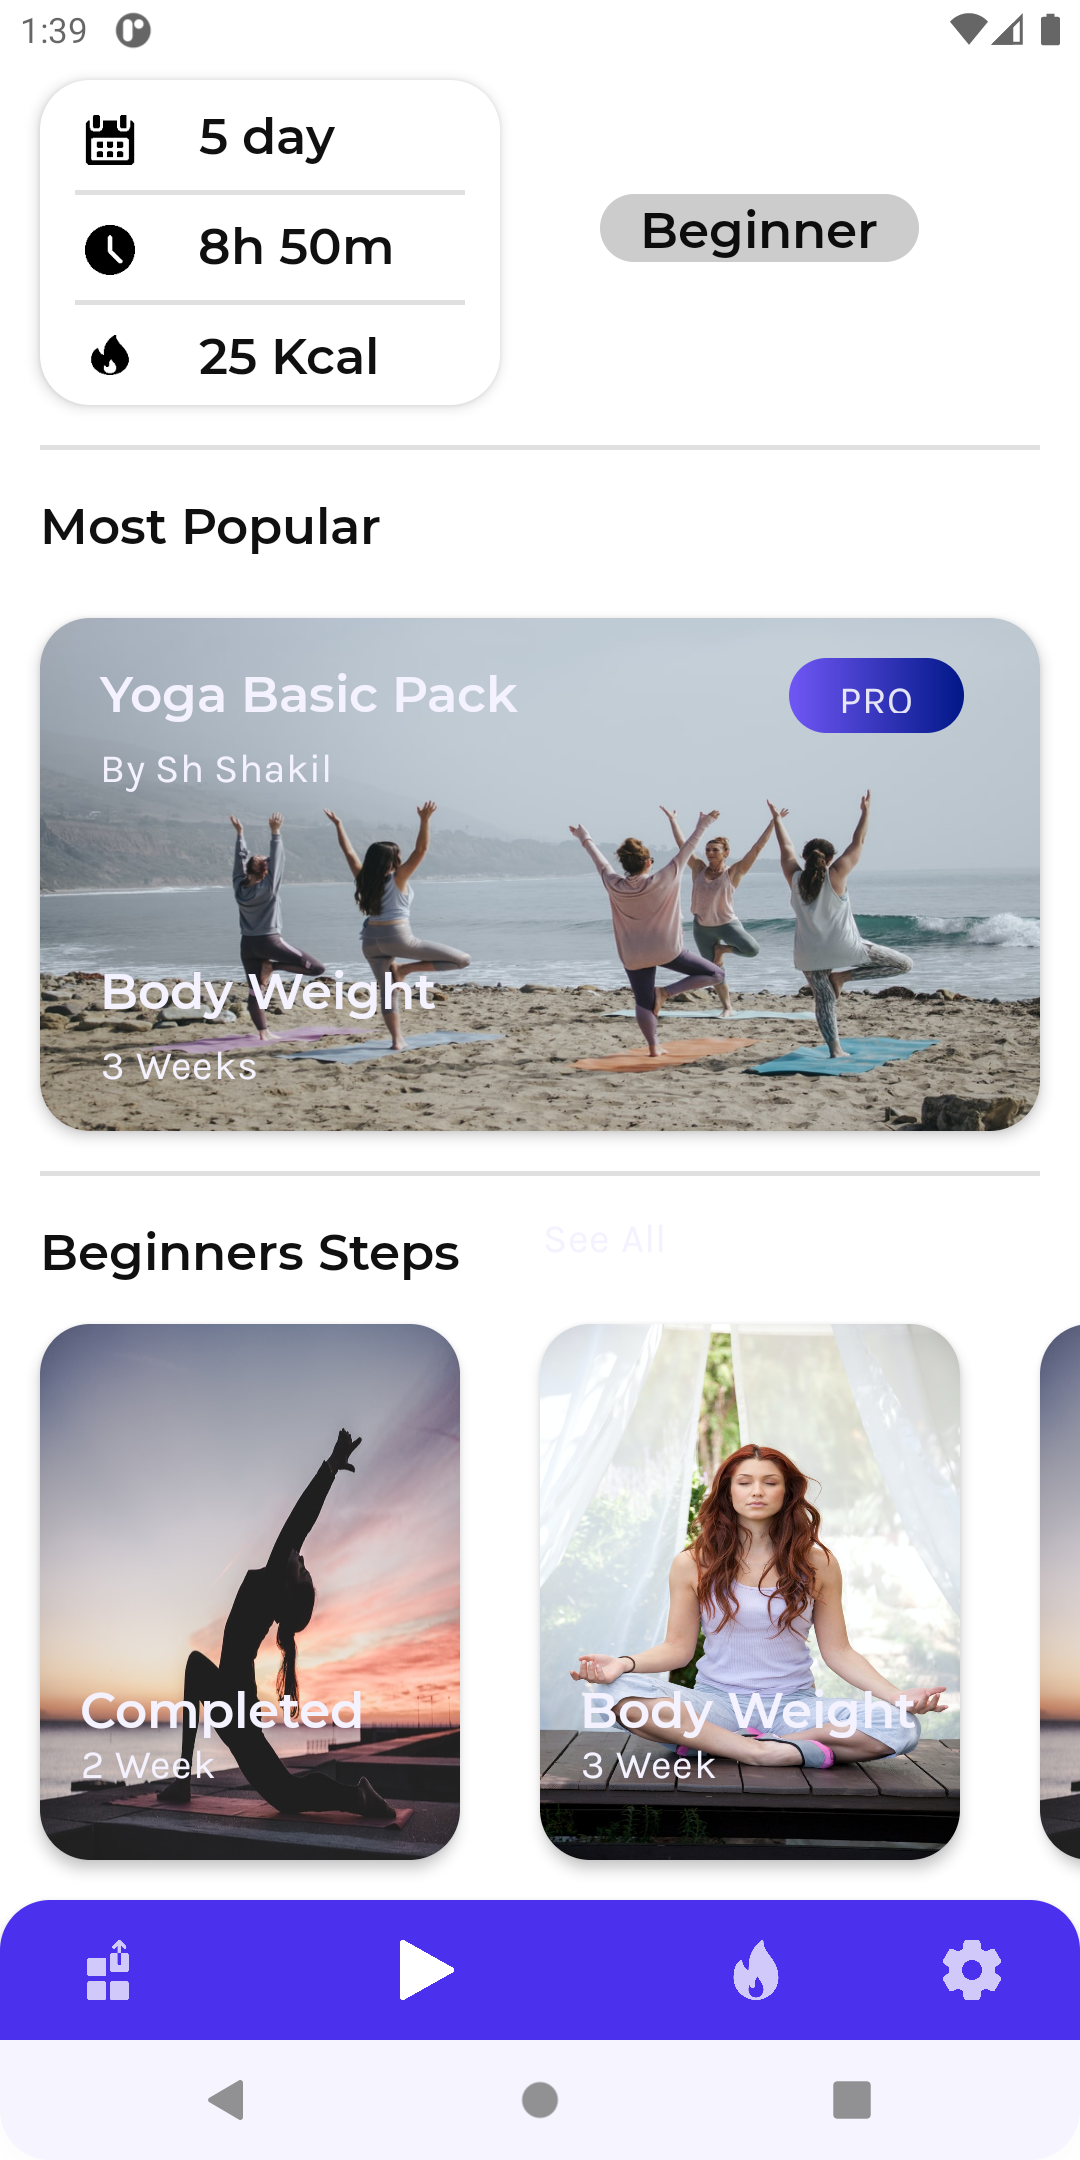 1:39
5 day
8h 50m
25 Kcal
Beginner
Most Popular
Yoga Basic Pack
PRO
By Sh Shakil
Body Weight
3 Weeks
Beginners Steps
See All
Completed
2 Week
Body Weight
3 Week